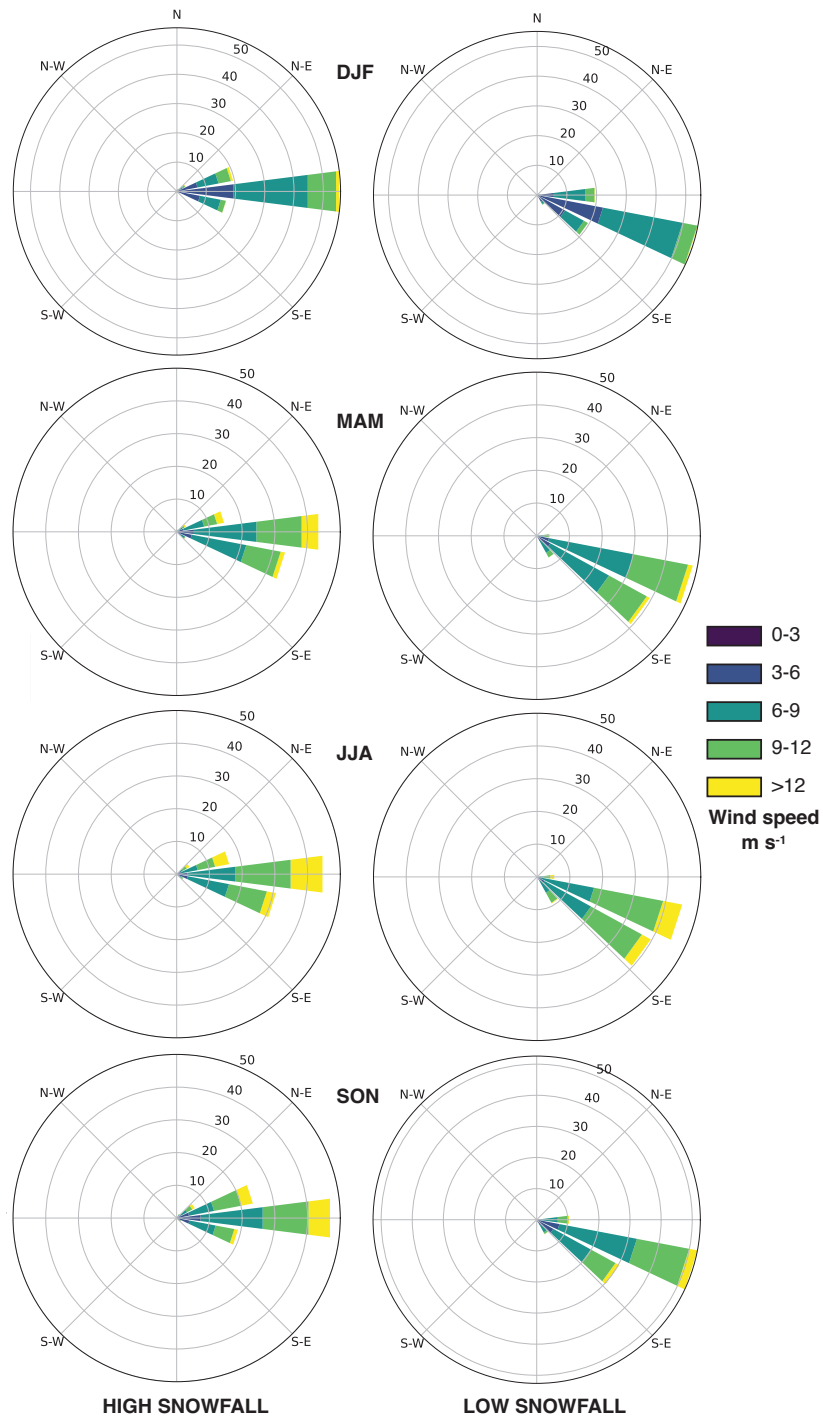 N
N
50
50
N-W
N-E
DJF
N-W
N-E
40
40
30
30
20
20
10
10
S-W
S-E
S-W
S-E
50
50
N-W
N-E
MAM
N-W
N-E
40
40
30
30
20
20
10
10
S-W
S-E
S-W
S-E
0-3
3-6
6-9
9-12
>12
Wind speed
m s-1
50
50
N-W
N-E
JJA
N-W
N-E
40
40
30
30
20
20
10
10
S-W
S-E
S-W
S-E
50
50
N-W
N-E
SON
N-W
N-E
40
40
30
30
20
20
10
10
S-W
S-E
S-W
S-E
HIGH SNOWFALL
LOW SNOWFALL